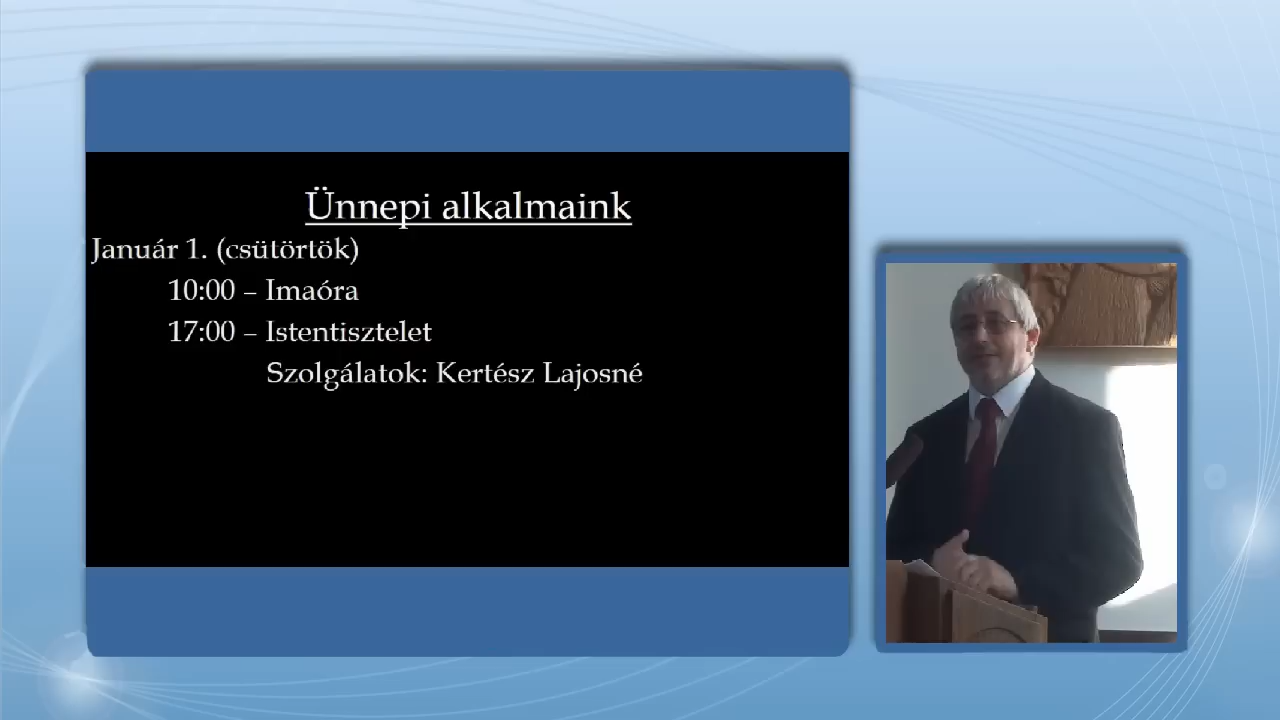 Ünnepi alkalmaink
Január 1. (csütörtök)
10:00 – Imaóra
17:00 – Istentisztelet
Szolgálatok: Kertész Lajosné